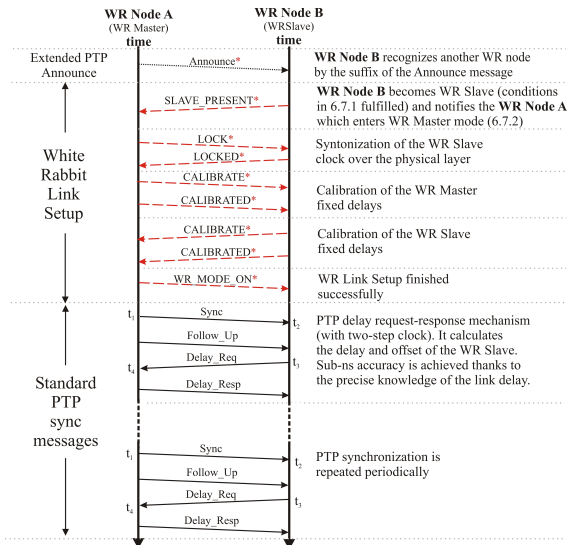 WR Node A
(WR Master)
time
WR Node B
(WRSlave)
time
Extended PTP
Announce
Announce*
WR Node B recognizes another WR node
by the suffix of the Announce message
White
Rabbit
Link
Setup
SLAVE_PRESENT*
WR Node B becomes WR Slave (conditions
in 6.7.1 fulfilled) and notifies the WR Node A
which enters WR Master mode (6.7.2)
LOCK*
LOCKED*
Syntonization of the WR Slave
clock over the physical layer
CALIBRATE*
CALIBRATED*
Calibration of the WR Master
fixed delays
CALIBRATE*
CALIBRATED*
Calibration of the WR Slave
fixed delays
WR_MODE_ON*
WR Link Setup finished
successfully
Standard
PTP
sync
messages
t1
Sync
t2
Follow_Up
Delay_Req
t3
t4
Delay_Resp
PTP delay request-response mechanism
(with two-step clock). It calculates
the delay and offset of the WR Slave.
Sub-ns accuracy is achieved thanks to
the precise knowledge of the link delay.
t1
Sync
t2
Follow_Up
Delay_Req
t3
t4
Delay_Resp
PTP synchronization is
repeated periodically